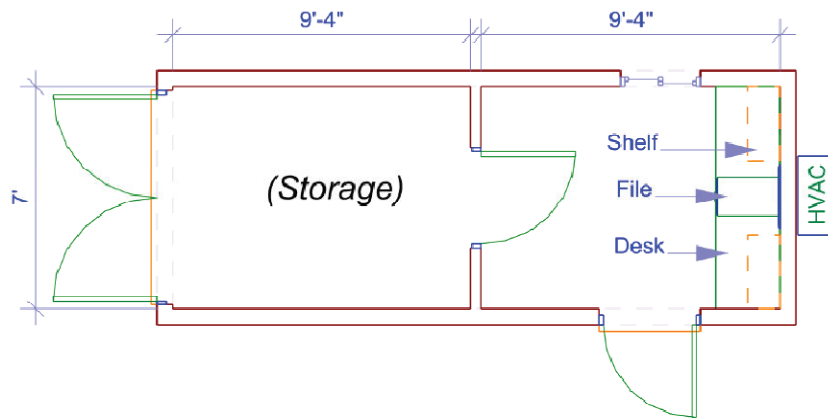 9'-4"
9'-4"
7'
(Storage)
Shelf
File
Desk
HVAC